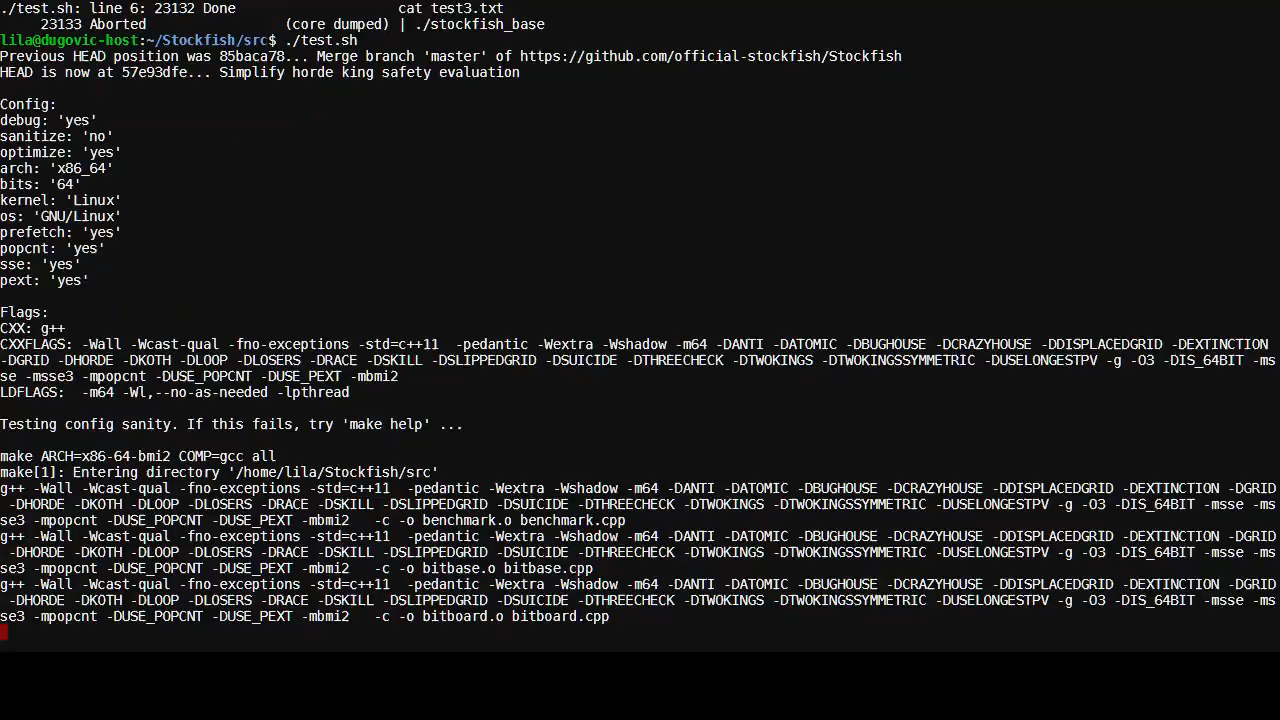 ./test.sh: line 6: 23132 Done                    cat test3.txt
     23133 Aborted                 (core dumped) | ./stockfish_base
lila@dugovic-host:~/Stockfish/src$ ./test.sh
Previous HEAD position was 85baca78... Merge branch 'master' of https://github.com/official-stockfish/Stockfish
HEAD is now at 57e93dfe... Simplify horde king safety evaluation

Config:
debug: 'yes'
sanitize: 'no'
optimize: 'yes'
arch: 'x86_64'
bits: '64'
kernel: 'Linux'
os: 'GNU/Linux'
prefetch: 'yes'
popcnt: 'yes'
sse: 'yes'
pext: 'yes'

Flags:
CXX: g++
CXXFLAGS: -Wall -Wcast-qual -fno-exceptions -std=c++11  -pedantic -Wextra -Wshadow -m64 -DANTI -DATOMIC -DBUGHOUSE -DCRAZYHOUSE -DDISPLACEDGRID -DEXTINCTION
-DGRID -DHORDE -DKOTH -DLOOP -DLOSERS -DRACE -DSKILL -DSLIPPEDGRID -DSUICIDE -DTHREECHECK -DTWOKINGS -DTWOKINGSSYMMETRIC -DUSELONGESTPV -g -O3 -DIS_64BIT -ms
se -msse3 -mpopcnt -DUSE_POPCNT -DUSE_PEXT -mbmi2
LDFLAGS:  -m64 -Wl,--no-as-needed -lpthread

Testing config sanity. If this fails, try 'make help' ...

make ARCH=x86-64-bmi2 COMP=gcc all
make[1]: Entering directory '/home/lila/Stockfish/src'
g++ -Wall -Wcast-qual -fno-exceptions -std=c++11  -pedantic -Wextra -Wshadow -m64 -DANTI -DATOMIC -DBUGHOUSE -DCRAZYHOUSE -DDISPLACEDGRID -DEXTINCTION -DGRID
 -DHORDE -DKOTH -DLOOP -DLOSERS -DRACE -DSKILL -DSLIPPEDGRID -DSUICIDE -DTHREECHECK -DTWOKINGS -DTWOKINGSSYMMETRIC -DUSELONGESTPV -g -O3 -DIS_64BIT -msse -ms
se3 -mpopcnt -DUSE_POPCNT -DUSE_PEXT -mbmi2   -c -o benchmark.o benchmark.cpp
g++ -Wall -Wcast-qual -fno-exceptions -std=c++11  -pedantic -Wextra -Wshadow -m64 -DANTI -DATOMIC -DBUGHOUSE -DCRAZYHOUSE -DDISPLACEDGRID -DEXTINCTION -DGRID
 -DHORDE -DKOTH -DLOOP -DLOSERS -DRACE -DSKILL -DSLIPPEDGRID -DSUICIDE -DTHREECHECK -DTWOKINGS -DTWOKINGSSYMMETRIC -DUSELONGESTPV -g -O3 -DIS_64BIT -msse -ms
se3 -mpopcnt -DUSE_POPCNT -DUSE_PEXT -mbmi2   -c -o bitbase.o bitbase.cpp
g++ -Wall -Wcast-qual -fno-exceptions -std=c++11  -pedantic -Wextra -Wshadow -m64 -DANTI -DATOMIC -DBUGHOUSE -DCRAZYHOUSE -DDISPLACEDGRID -DEXTINCTION -DGRID
 -DHORDE -DKOTH -DLOOP -DLOSERS -DRACE -DSKILL -DSLIPPEDGRID -DSUICIDE -DTHREECHECK -DTWOKINGS -DTWOKINGSSYMMETRIC -DUSELONGESTPV -g -O3 -DIS_64BIT -msse -ms
se3 -mpopcnt -DUSE_POPCNT -DUSE_PEXT -mbmi2   -c -o bitboard.o bitboard.cpp